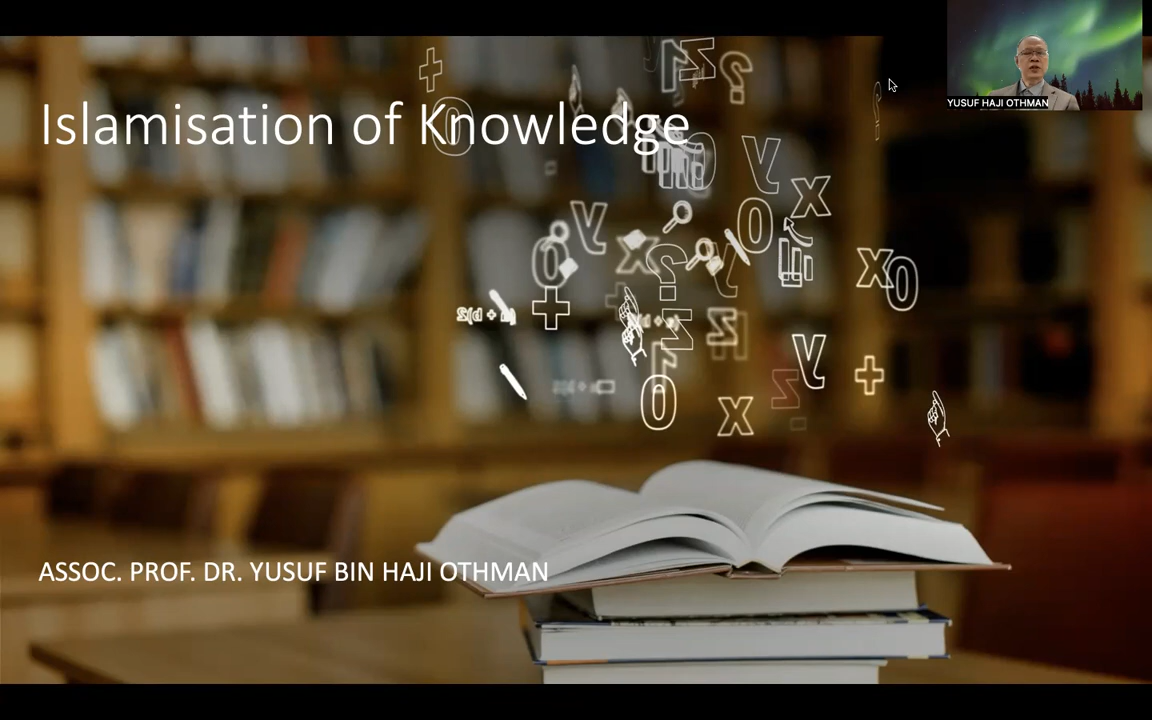 Islamisation of Knowledge
YUSUF HAJI OTHMAN
ASSOC. PROF. DR. YUSUF BIN HAJI OTHMAN